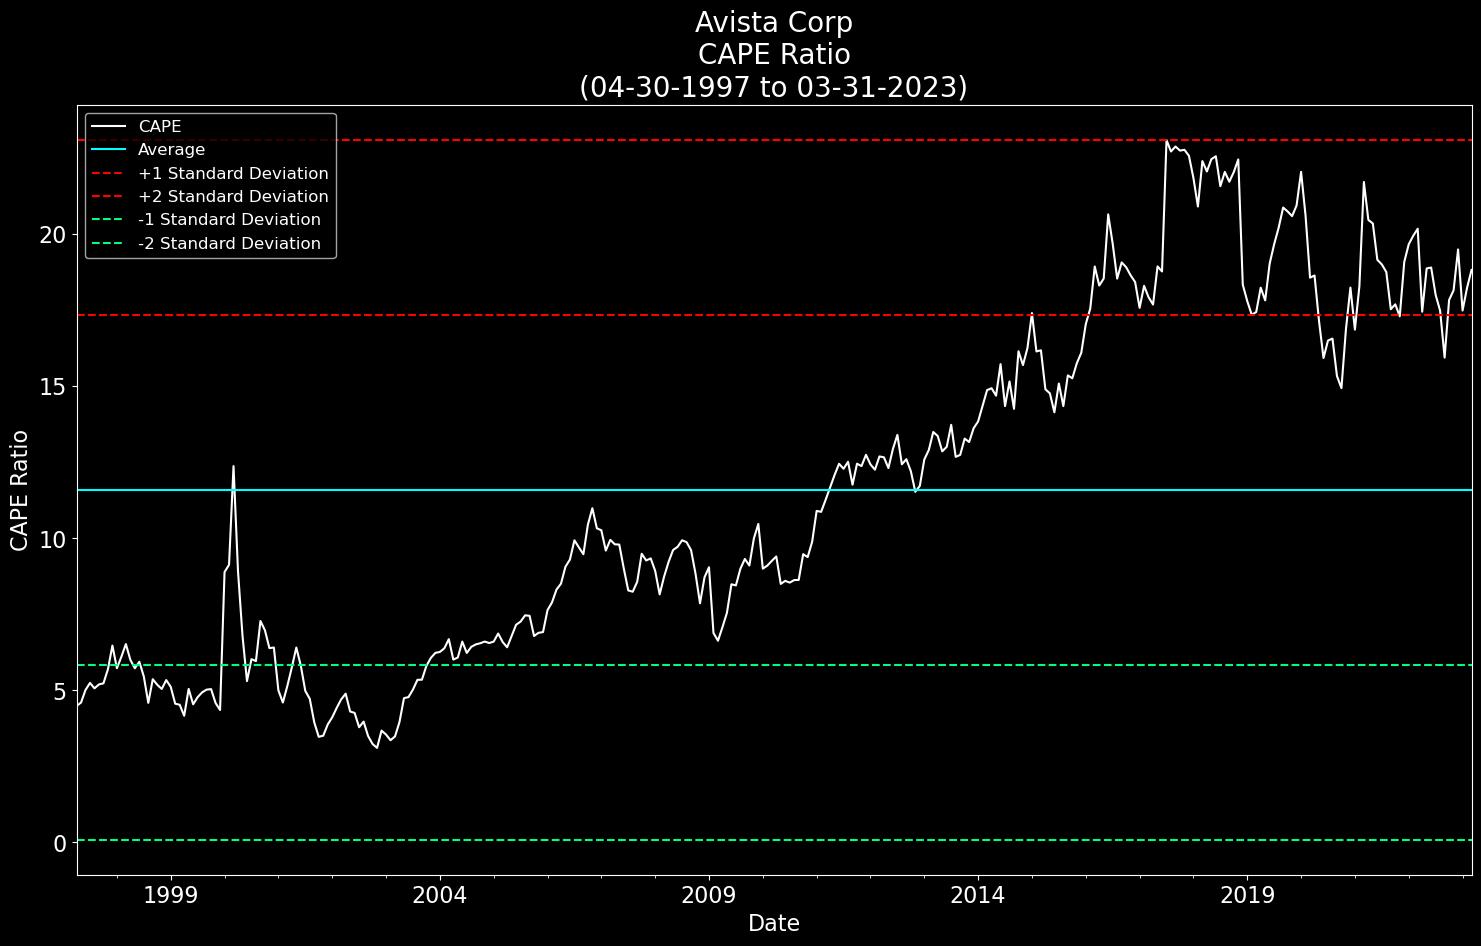 Avista Corp
CAPE Ratio
(04-30-1997 to 03-31-2023)
CAPE
Average
+1 Standard Deviation
+2 Standard Deviation
-1 Standard Deviation
-2 Standard Deviation
20
15
10
5
0
CAPE Ratio
1999
2004
2009
2014
2019
Date